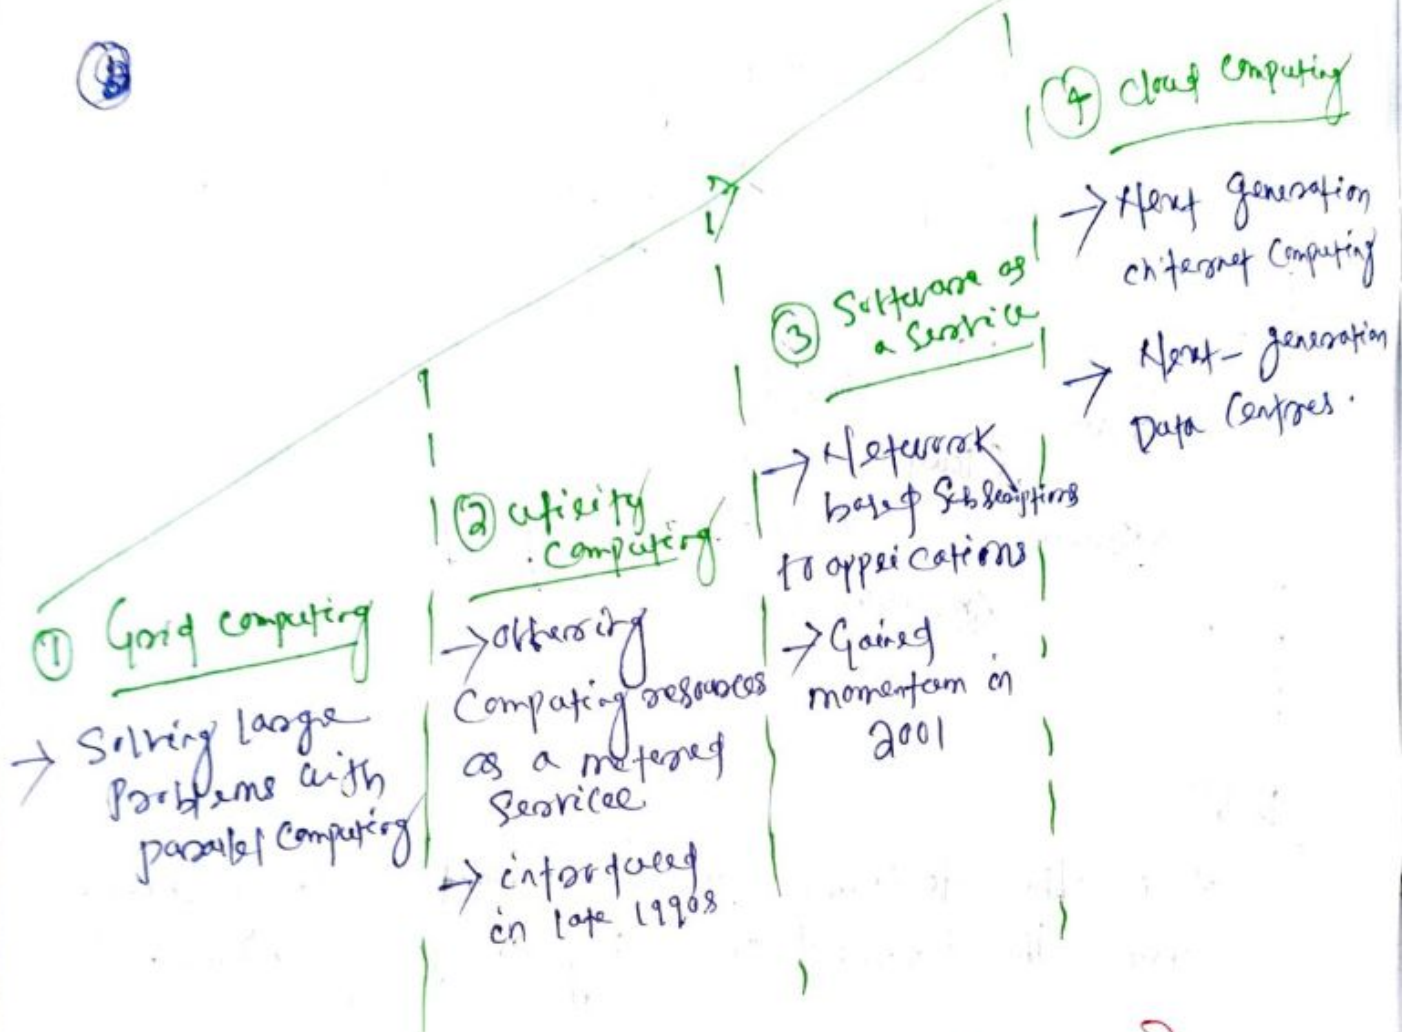 ① Grid computing
→ Solving large
problems with
parallel computing
② utility
computing
→ offering
Computing resources
as a metered
Service
→ introduced
in late 1990s
③ Software as
a service
→ Network
based Subscriptions
to applications
→ Gained
momentum in
2001
④ cloud computing
→ Next generation
internet computing
→ Next-generation
Data Centres.